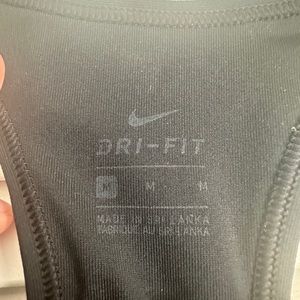 DRI-FIT
M M M
MADE IN SRI LANKA
FABRIQUE AU SRI LANKA